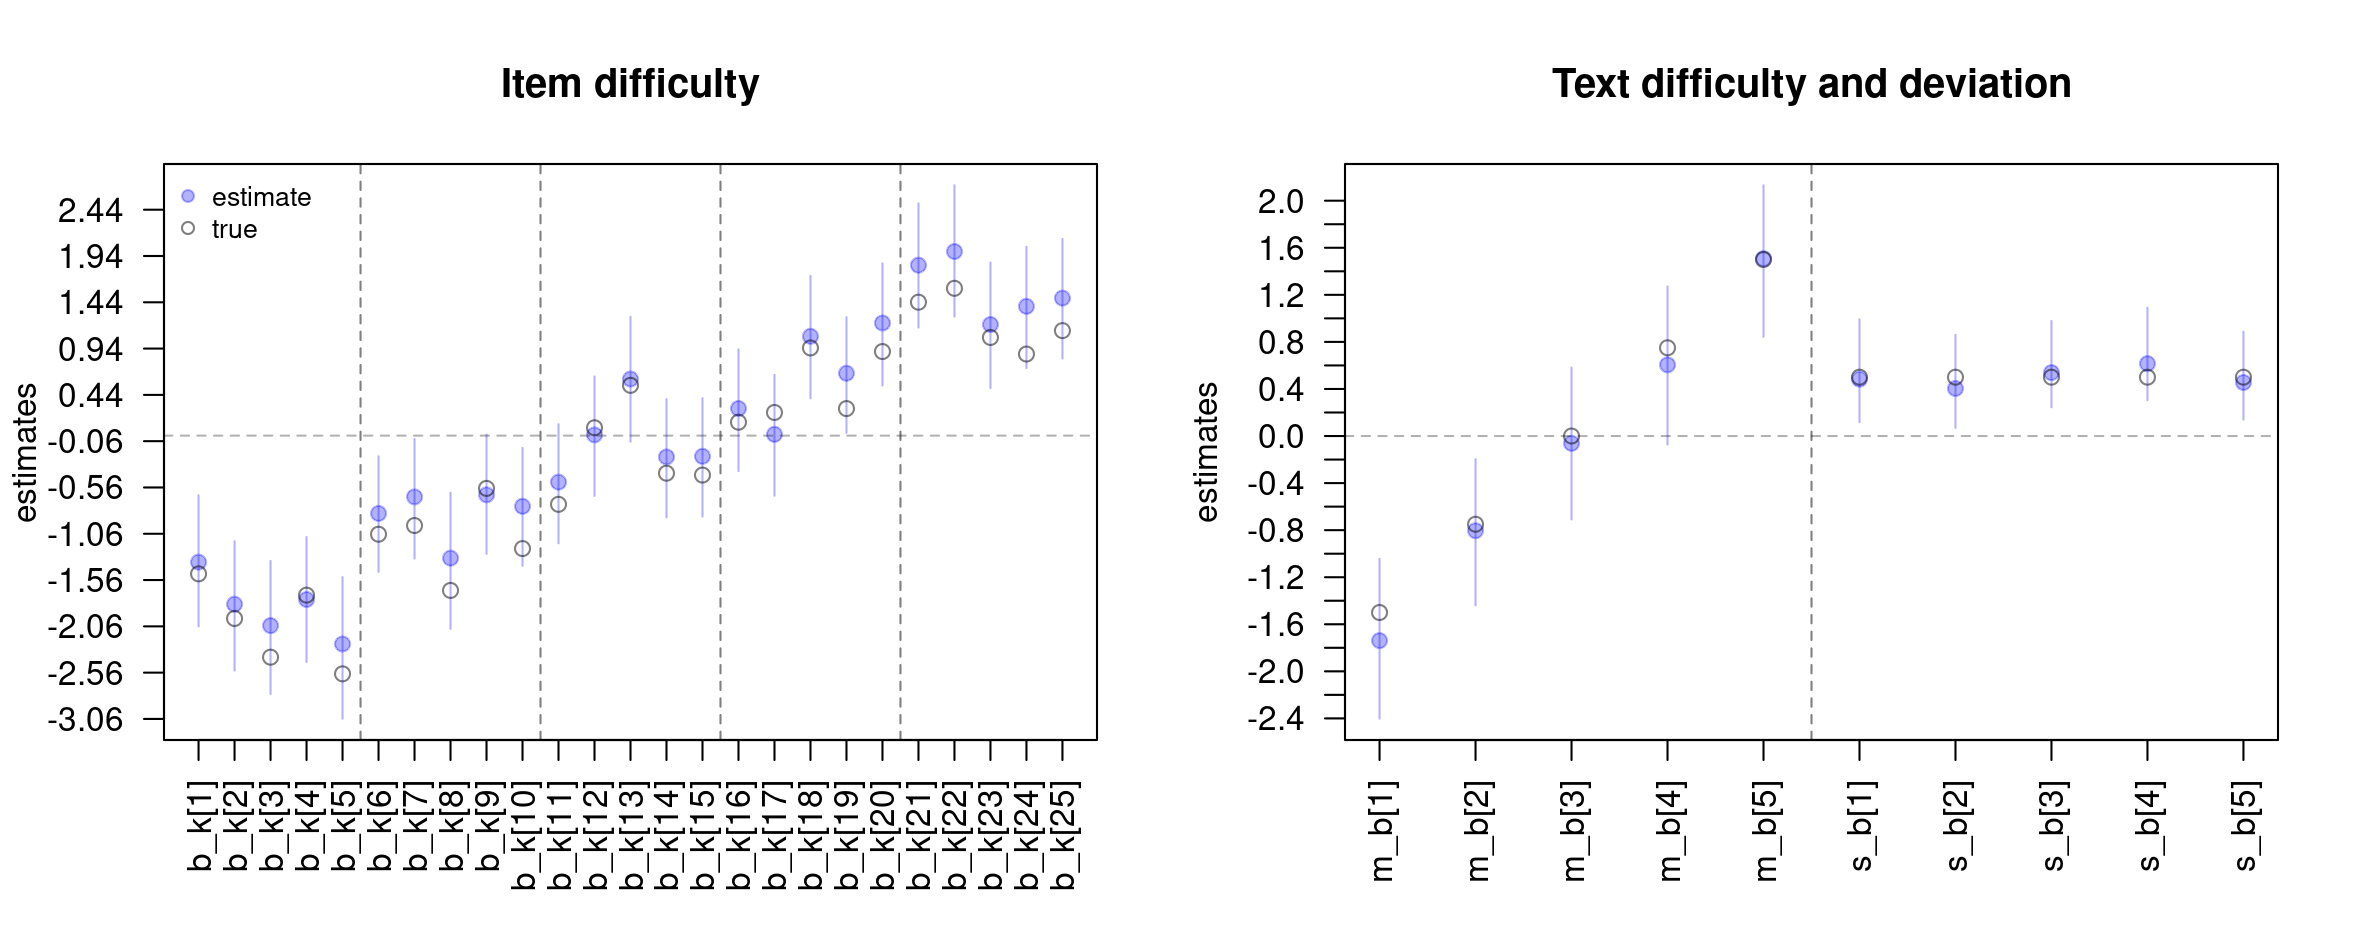 Item difficulty
estimates
2.44
1.94
1.44
0.94
0.44
-0.06
-0.56
-1.06
-1.56
-2.06
-2.56
-3.06
estimate
true
b_k[1]
b_k[2]
b_k[3]
b_k[4]
b_k[5]
b_k[6]
b_k[7]
b_k[8]
b_k[9]
b_k[10]
b_k[11]
b_k[12]
b_k[13]
b_k[14]
b_k[15]
b_k[16]
b_k[17]
b_k[18]
b_k[19]
b_k[20]
b_k[21]
b_k[22]
b_k[23]
b_k[24]
b_k[25]
Text difficulty and deviation
estimates
2.0
1.6
1.2
0.8
0.4
0.0
-0.4
-0.8
-1.2
-1.6
-2.0
-2.4
m_b[1]
m_b[2]
m_b[3]
m_b[4]
m_b[5]
s_b[1]
s_b[2]
s_b[3]
s_b[4]
s_b[5]